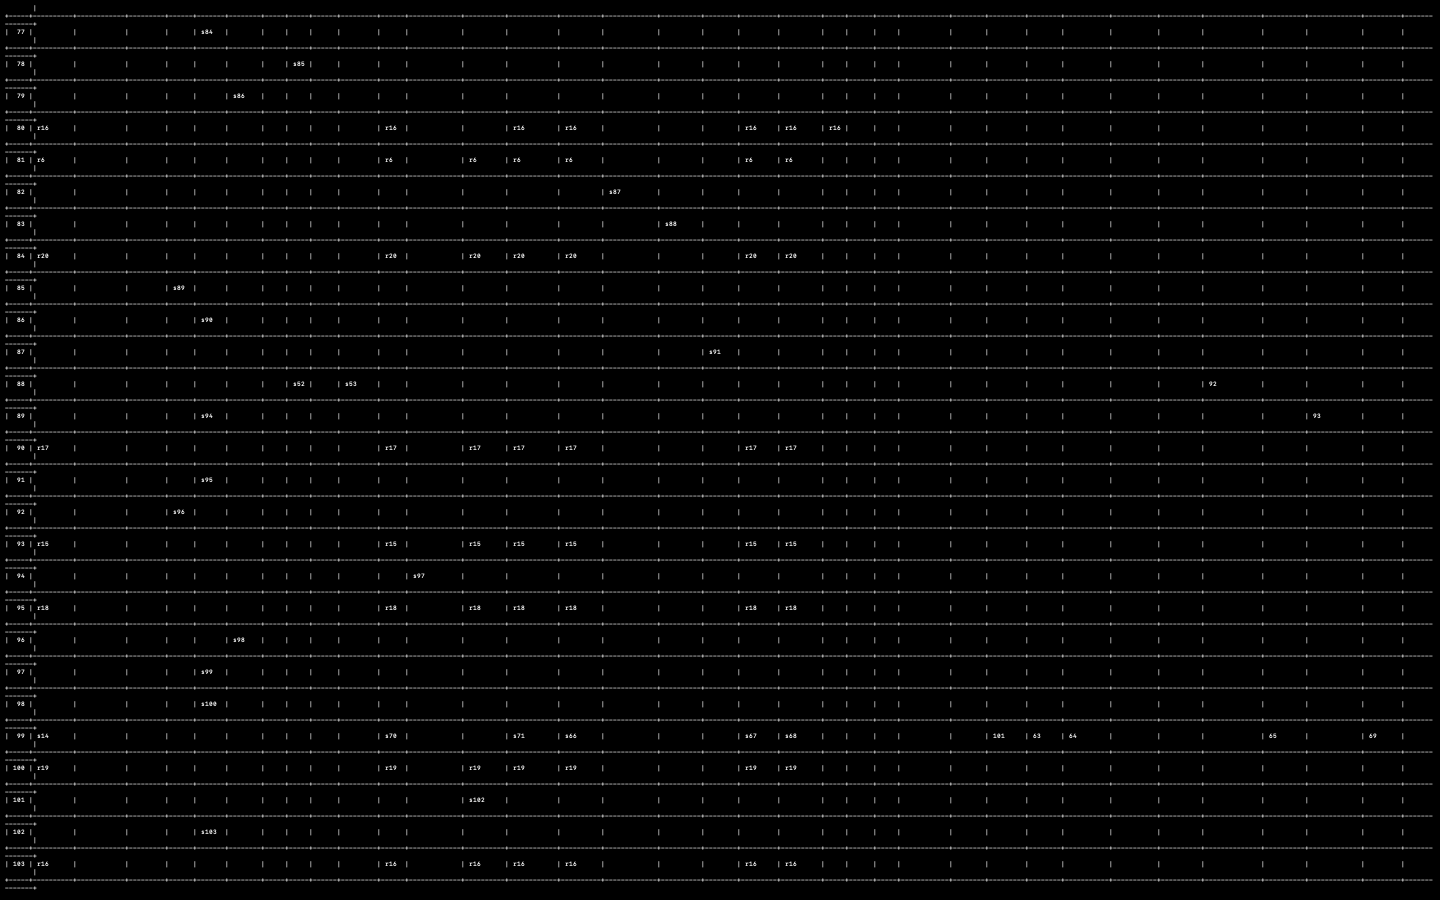 77 s84
78 s85
79 s86
80 r16 r16 r16 r16 r16 r16 r16
81 r6 r6 r6 r6 r6 r6 r6
82 s87
83 s88
84 r20 r20 r20 r20 r20 r20 r20
85 s89
86 s90
87 s91
88 s52 s53 92
89 s94 93
90 r17 r17 r17 r17 r17 r17 r17
91 s95
92 s96
93 r15 r15 r15 r15 r15 r15 r15
94 s97
95 r18 r18 r18 r18 r18 r18 r18
96 s98
97 s99
98 s100
99 s14 s70 s71 s66 s67 s68 101 63 64 65 69
100 r19 r19 r19 r19 r19 r19 r19
101 s102
102 s103
103 r16 r16 r16 r16 r16 r16 r16